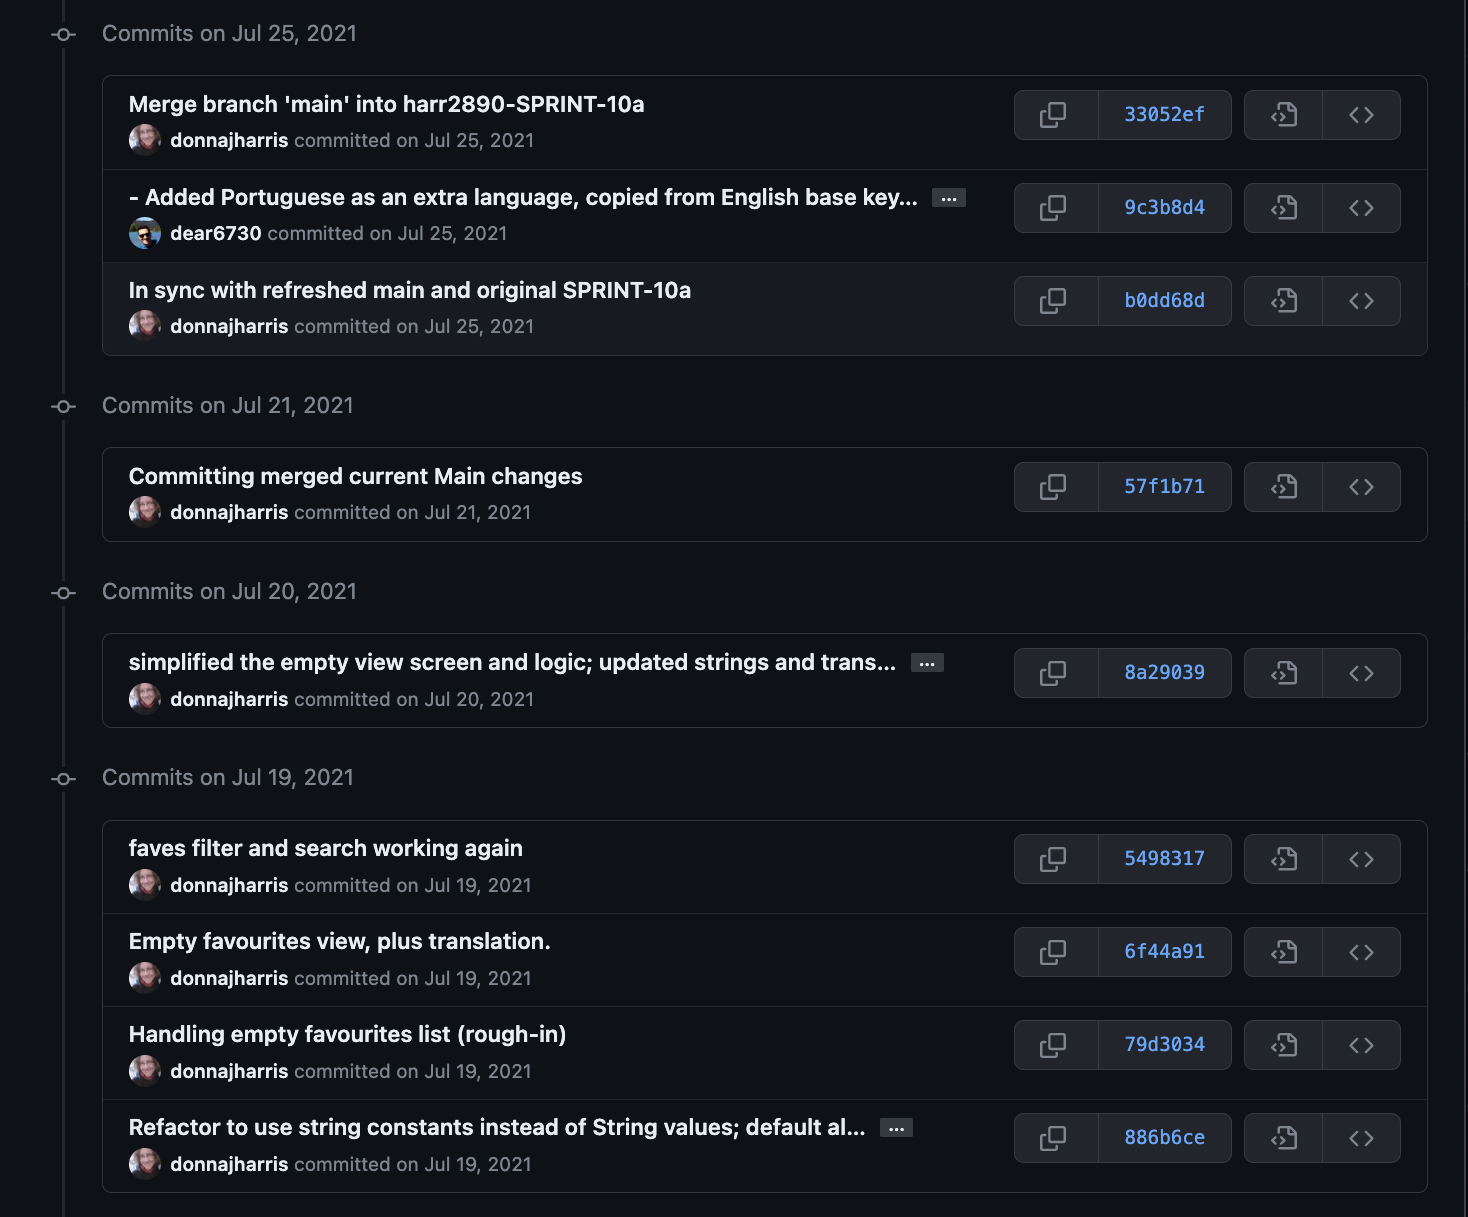 Commits on Jul 25, 2021
Merge branch 'main' into harr2890-SPRINT-10a
33052ef
donnajharris committed on Jul 25, 2021
- Added Portuguese as an extra language, copied from English base key... ...
9c3b8d4
dear6730 committed on Jul 25, 2021
In sync with refreshed main and original SPRINT-10a
b0dd68d
donnajharris committed on Jul 25, 2021
Commits on Jul 21, 2021
Committing merged current Main changes
57f1b71
donnajharris committed on Jul 21, 2021
Commits on Jul 20, 2021
simplified the empty view screen and logic; updated strings and trans... ...
8a29039
donnajharris committed on Jul 20, 2021
Commits on Jul 19, 2021
faves filter and search working again
5498317
donnajharris committed on Jul 19, 2021
Empty favourites view, plus translation.
6f44a91
donnajharris committed on Jul 19, 2021
Handling empty favourites list (rough-in)
79d3034
donnajharris committed on Jul 19, 2021
Refactor to use string constants instead of String values; default al... ...
886b6ce
donnajharris committed on Jul 19, 2021